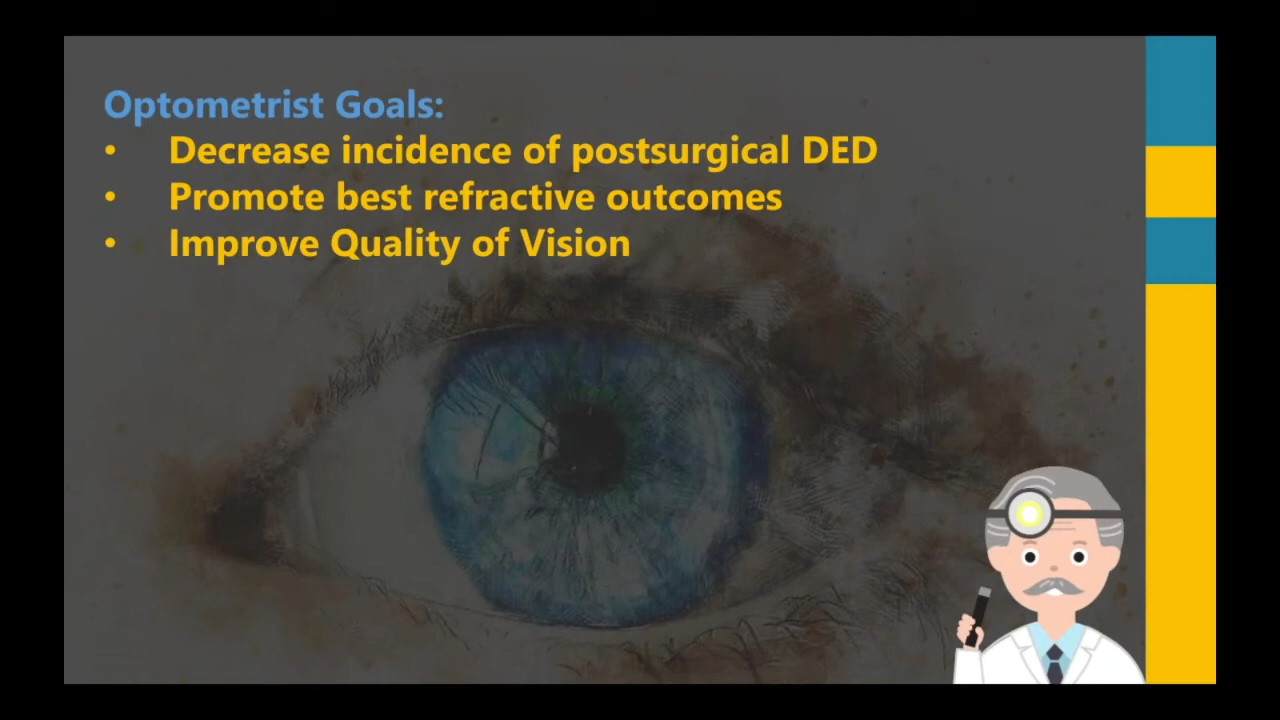 Optometrist Goals:
• Decrease incidence of postsurgical DED
• Promote best refractive outcomes
• Improve Quality of Vision